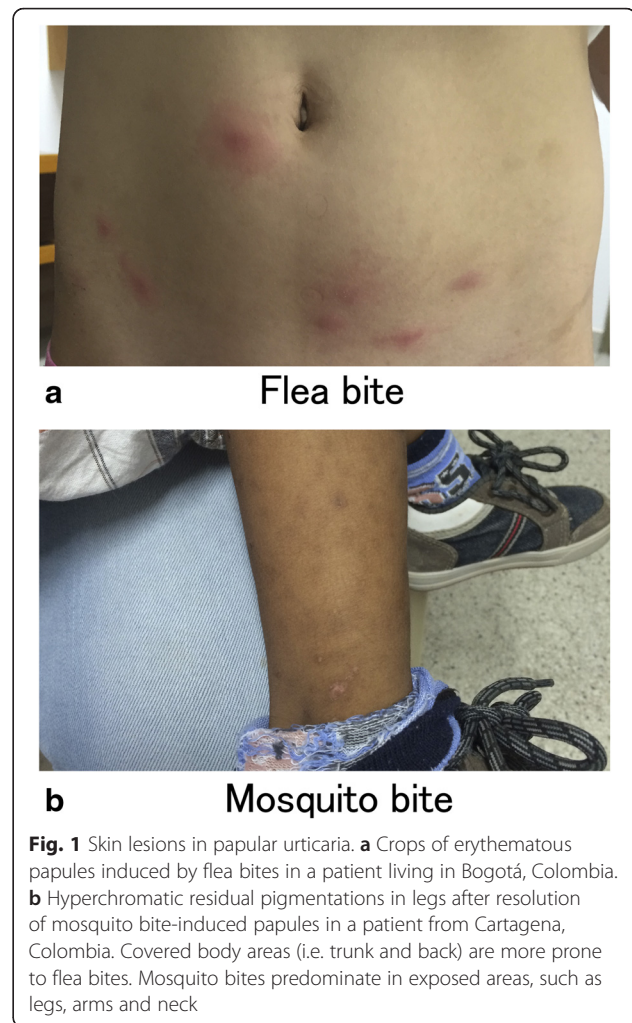 a Flea bite
b Mosquito bite
Fig. 1 Skin lesions in papular urticaria. a Crops of erythematous
papules induced by flea bites in a patient living in Bogotá, Colombia.
b Hyperchromatic residual pigmentations in legs after resolution
of mosquito bite-induced papules in a patient from Cartagena,
Colombia. Covered body areas (i.e. trunk and back) are more prone
to flea bites. Mosquito bites predominate in exposed areas, such as
legs, arms and neck